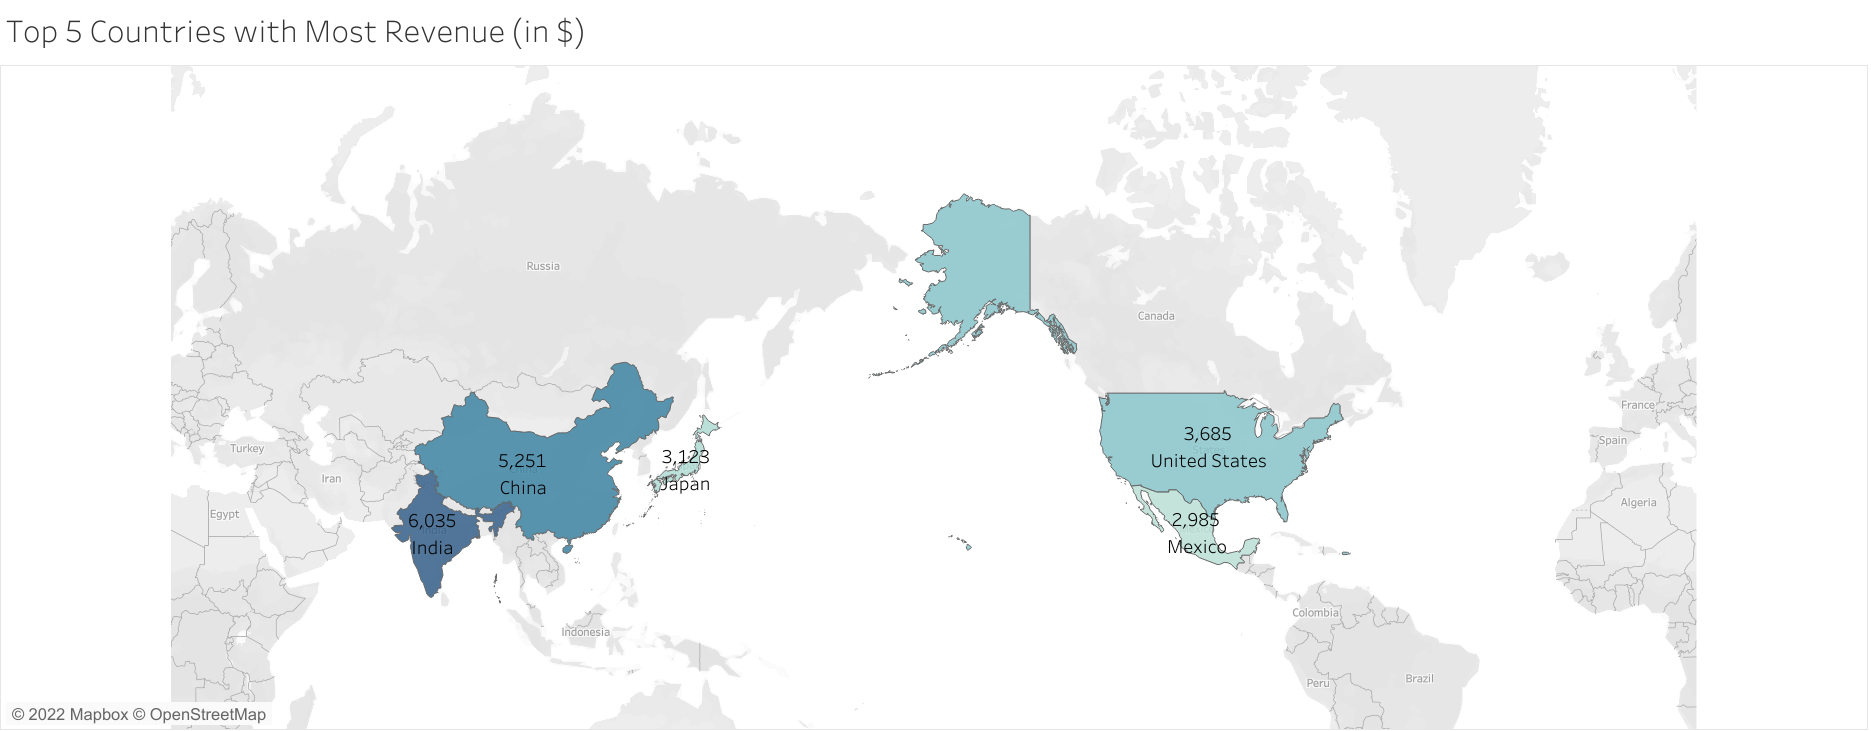 Top 5 Countries with Most Revenue (in $)
Russia
Canada
France
Turkey
Spain
Iran
Egypt
Algeria
5,251
China
3,123
Japan
3,685
United States
6,035
India
2,985
Mexico
Indonesia
Colombia
Peru
Brazil
© 2022 Mapbox © OpenStreetMap